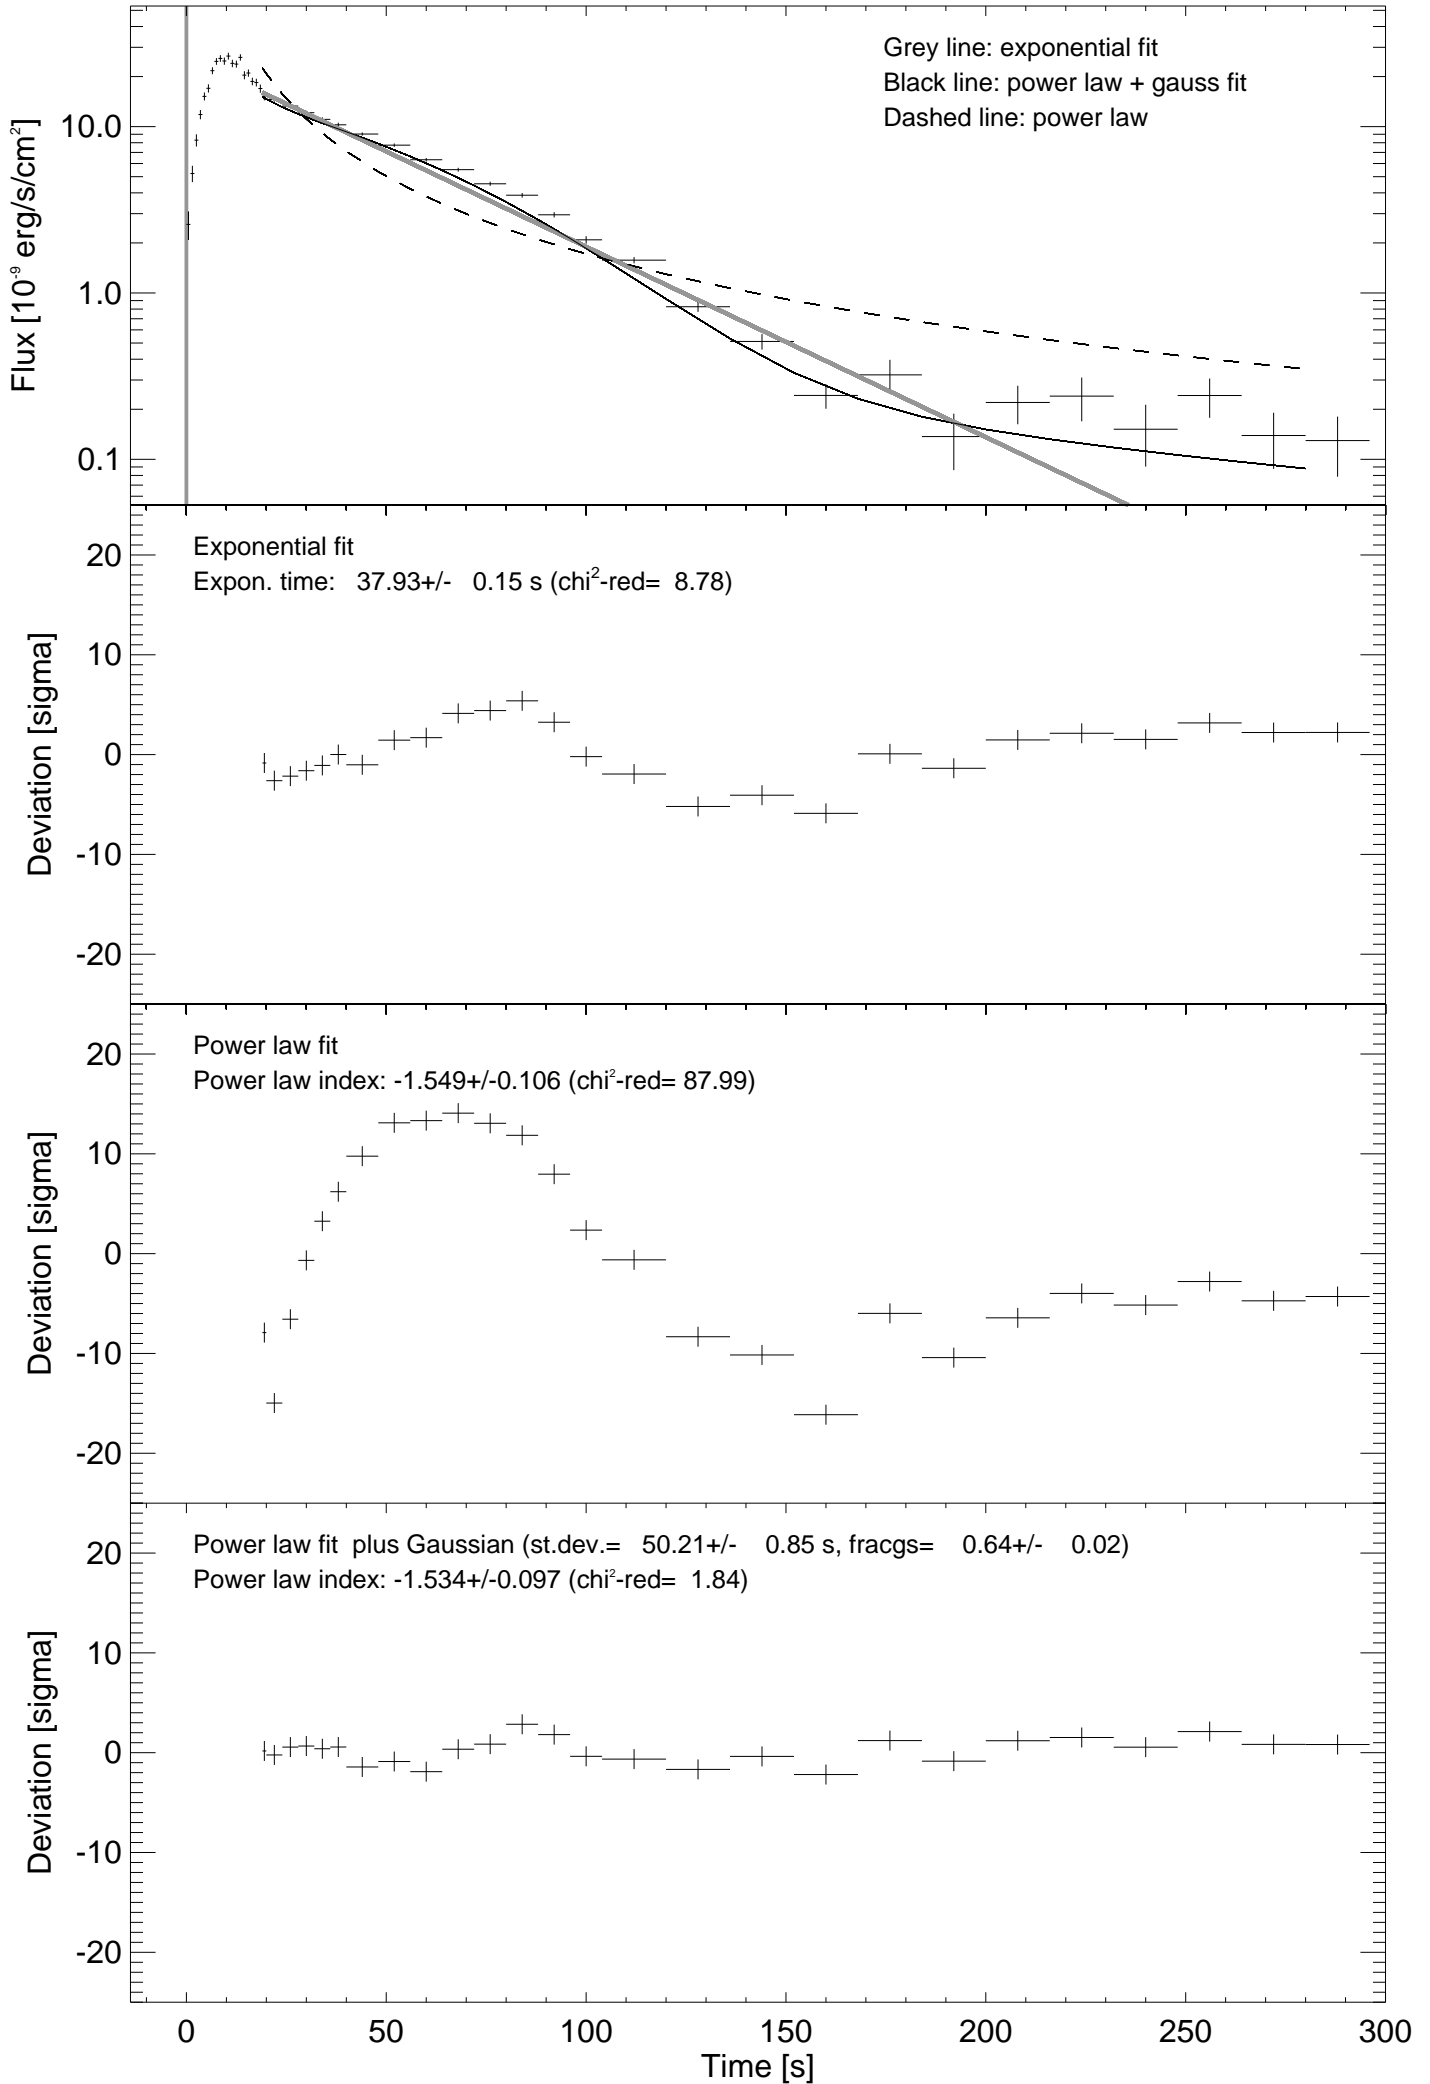 Grey line: exponential fit
Black line: power law + gauss fit
Dashed line: power law
Flux [10⁻⁹ erg/s/cm²]
10.0
1.0
0.1
Exponential fit
Expon. time: 37.93+/- 0.15 s (chi²-red= 8.78)
Deviation [sigma]
20
10
0
-10
-20
Power law fit
Power law index: -1.549+/-0.106 (chi²-red= 87.99)
Deviation [sigma]
20
10
0
-10
-20
Power law fit plus Gaussian (st.dev.= 50.21+/- 0.85 s, fracgs= 0.64+/- 0.02)
Power law index: -1.534+/-0.097 (chi²-red= 1.84)
Deviation [sigma]
20
10
0
-10
-20
0 50 100 150 200 250 300
Time [s]